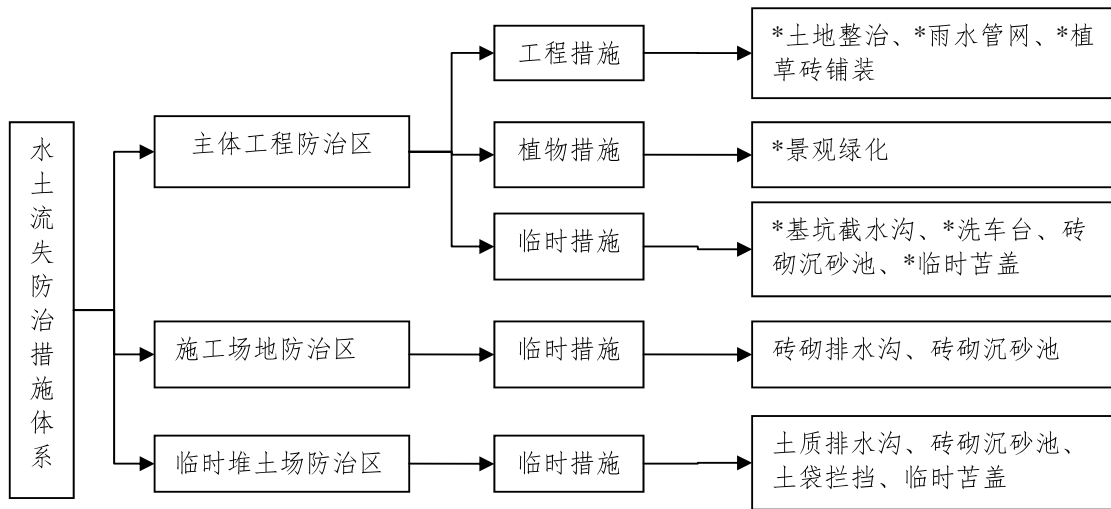 水土流失防治措施体系
主体工程防治区
工程措施
*土地整治、*雨水管网、*植
草砖铺装
植物措施
*景观绿化
临时措施
*基坑截水沟、*洗车台、砖
砌沉砂池、*临时苫盖
施工场地防治区
临时措施
砖砌排水沟、砖砌沉砂池
临时堆土场防治区
临时措施
土质排水沟、砖砌沉砂池、
土袋拦挡、临时苫盖